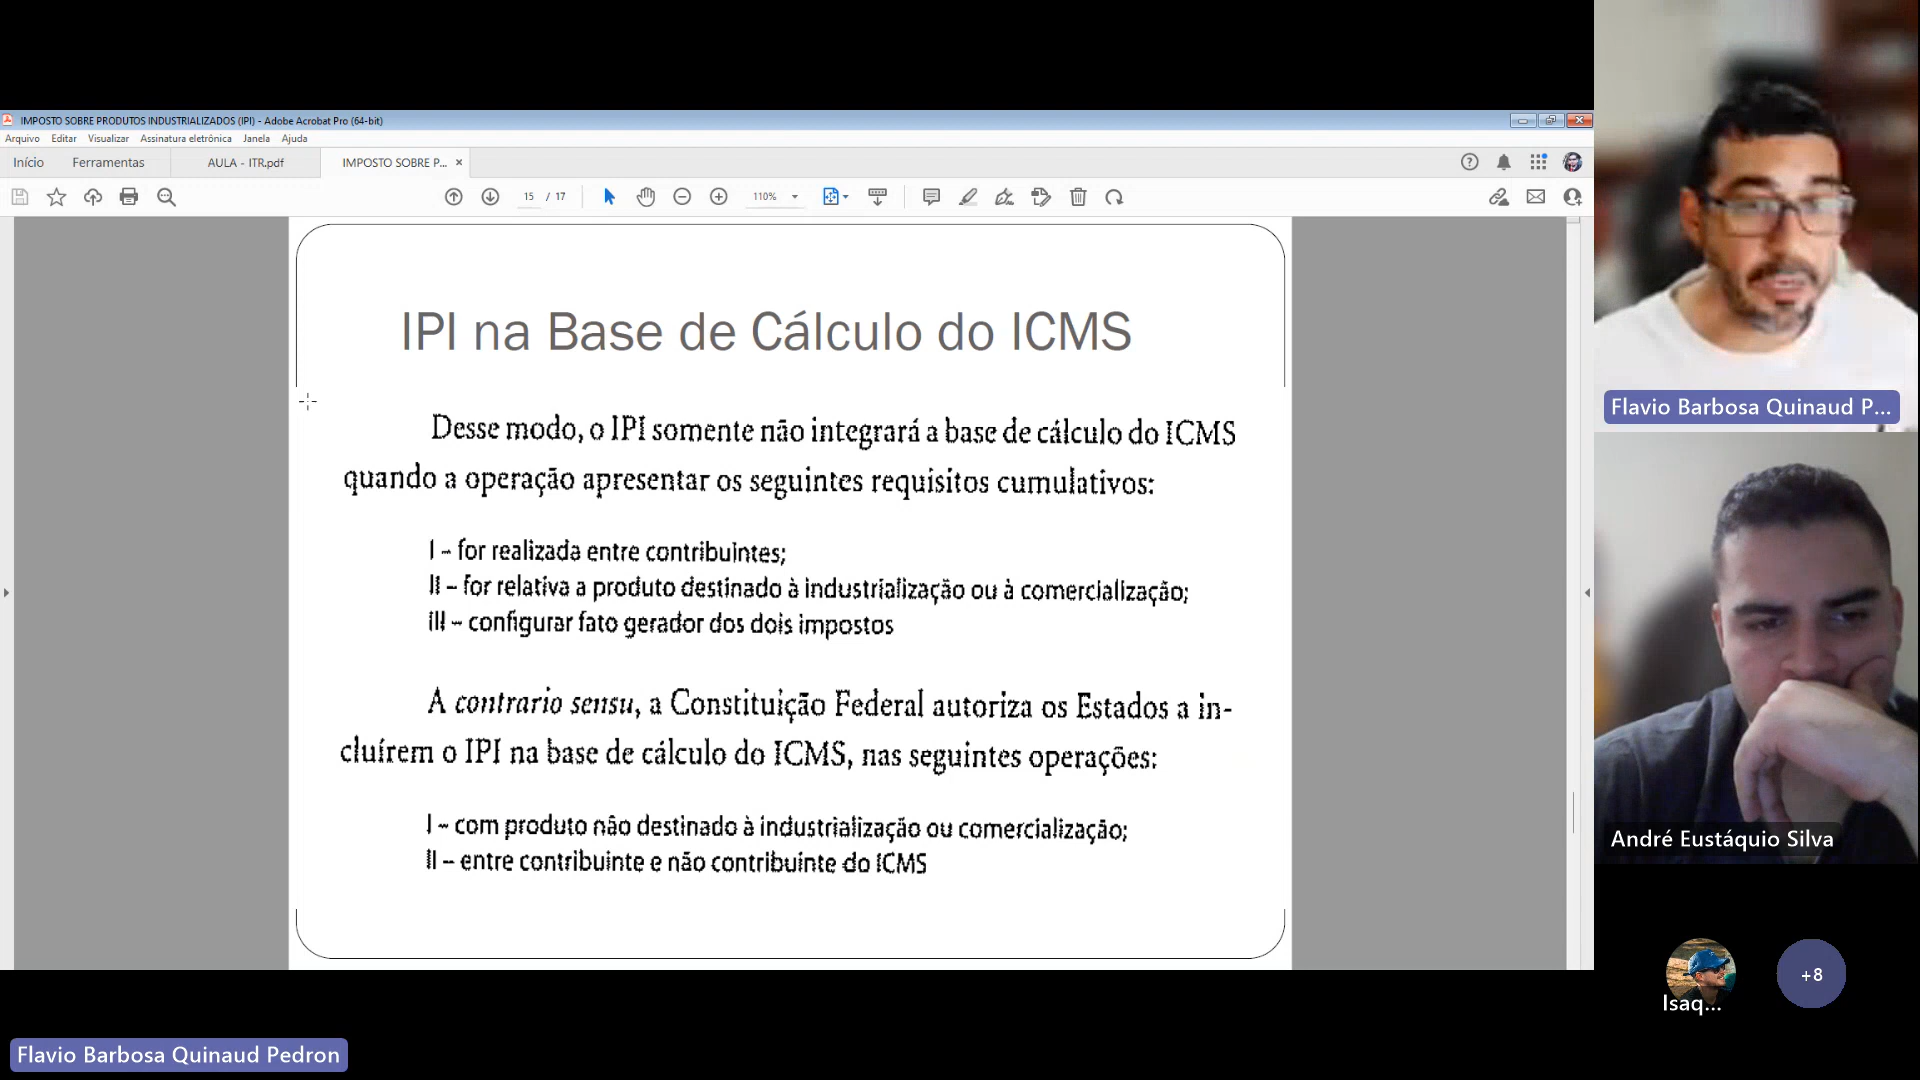 IMPOSTO SOBRE PRODUTOS INDUSTRIALIZADOS (IPI) - Adobe Acrobat Pro (64-bit)
Arquivo Editar Visualizar Assinatura eletrônica Janela Ajuda
Início Ferramentas AULA - ITR.pdf IMPOSTO SOBRE P... ×
15 / 17 110%
IPI na Base de Cálculo do ICMS
Desse modo, o IPI somente não integrará a base de cálculo do ICMS
quando a operação apresentar os seguintes requisitos cumulativos:
I – for realizada entre contribuintes;
II – for relativa a produto destinado à industrialização ou à comercialização;
III – configurar fato gerador dos dois impostos
A contrario sensu, a Constituição Federal autoriza os Estados a in-
cluírem o IPI na base de cálculo do ICMS, nas seguintes operações:
I – com produto não destinado à industrialização ou comercialização;
II – entre contribuinte e não contribuinte do ICMS
Flavio Barbosa Quinaud P...
André Eustáquio Silva
Isaq...
+8
Flavio Barbosa Quinaud Pedron